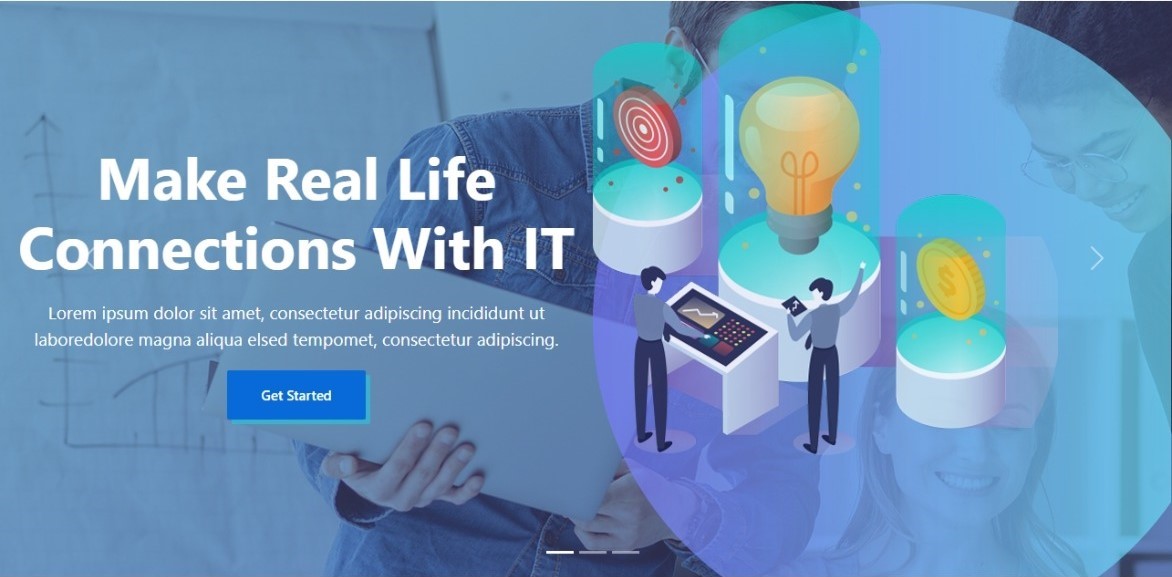 Make Real Life
Connections With IT
Lorem ipsum dolor sit amet, consectetur adipiscing incididunt ut
laboredolore magna aliqua elsed tempomet, consectetur adipiscing.
Get Started